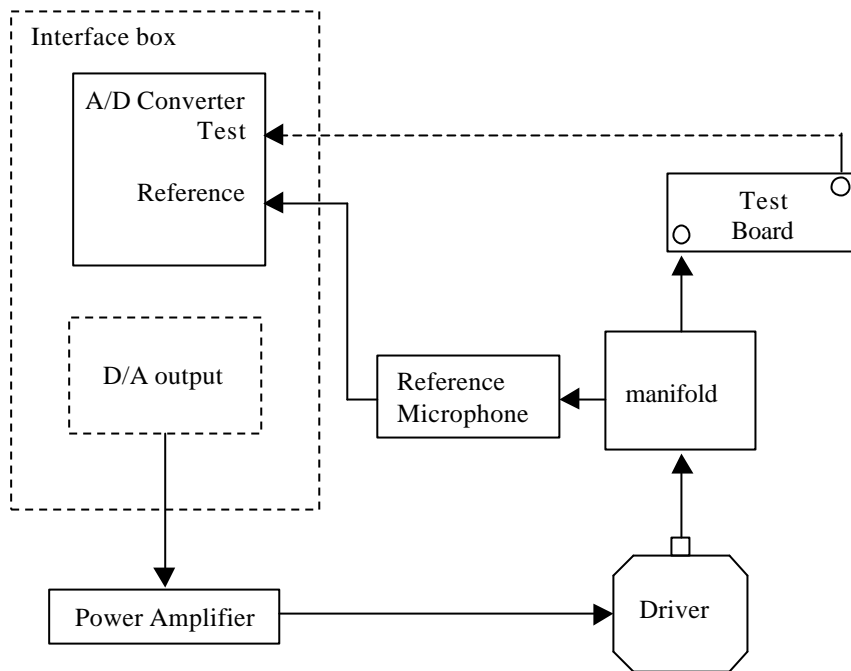 Interface box
A/D Converter
Test
Reference
Test
Board
D/A output
Reference
Microphone
manifold
Power Amplifier
Driver